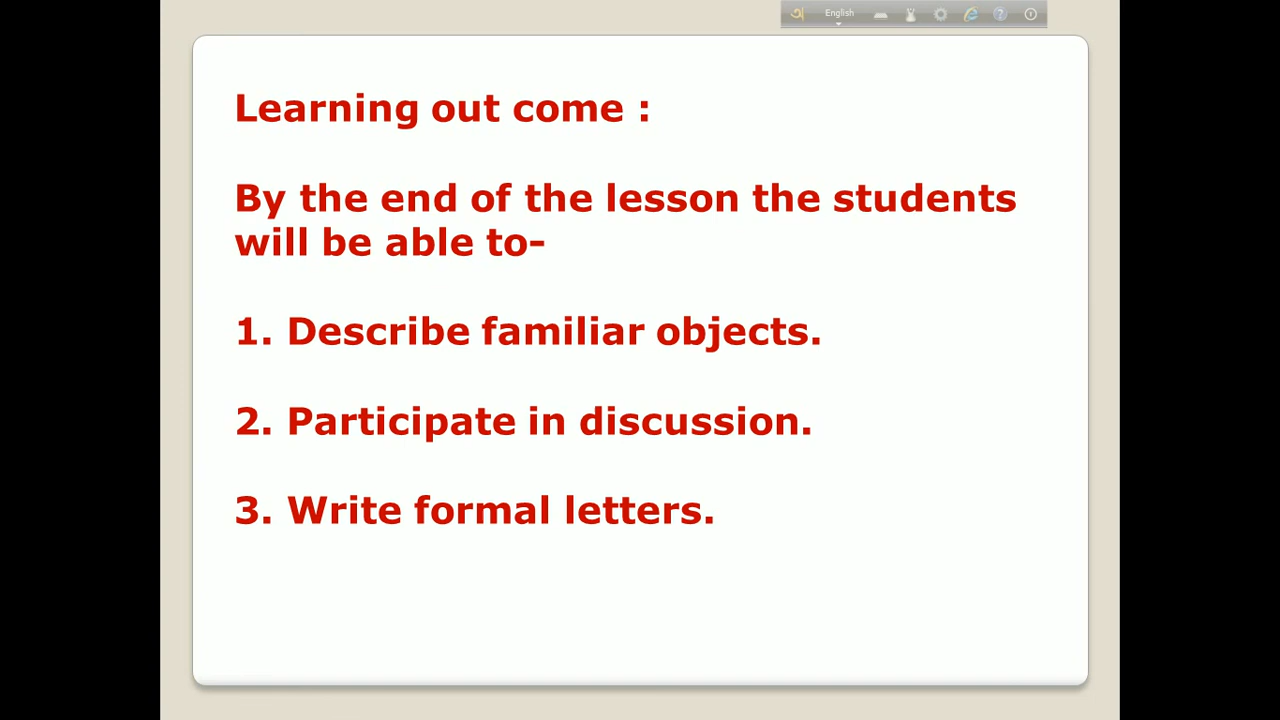 অ English
Learning out come :
By the end of the lesson the students
will be able to-
1. Describe familiar objects.
2. Participate in discussion.
3. Write formal letters.